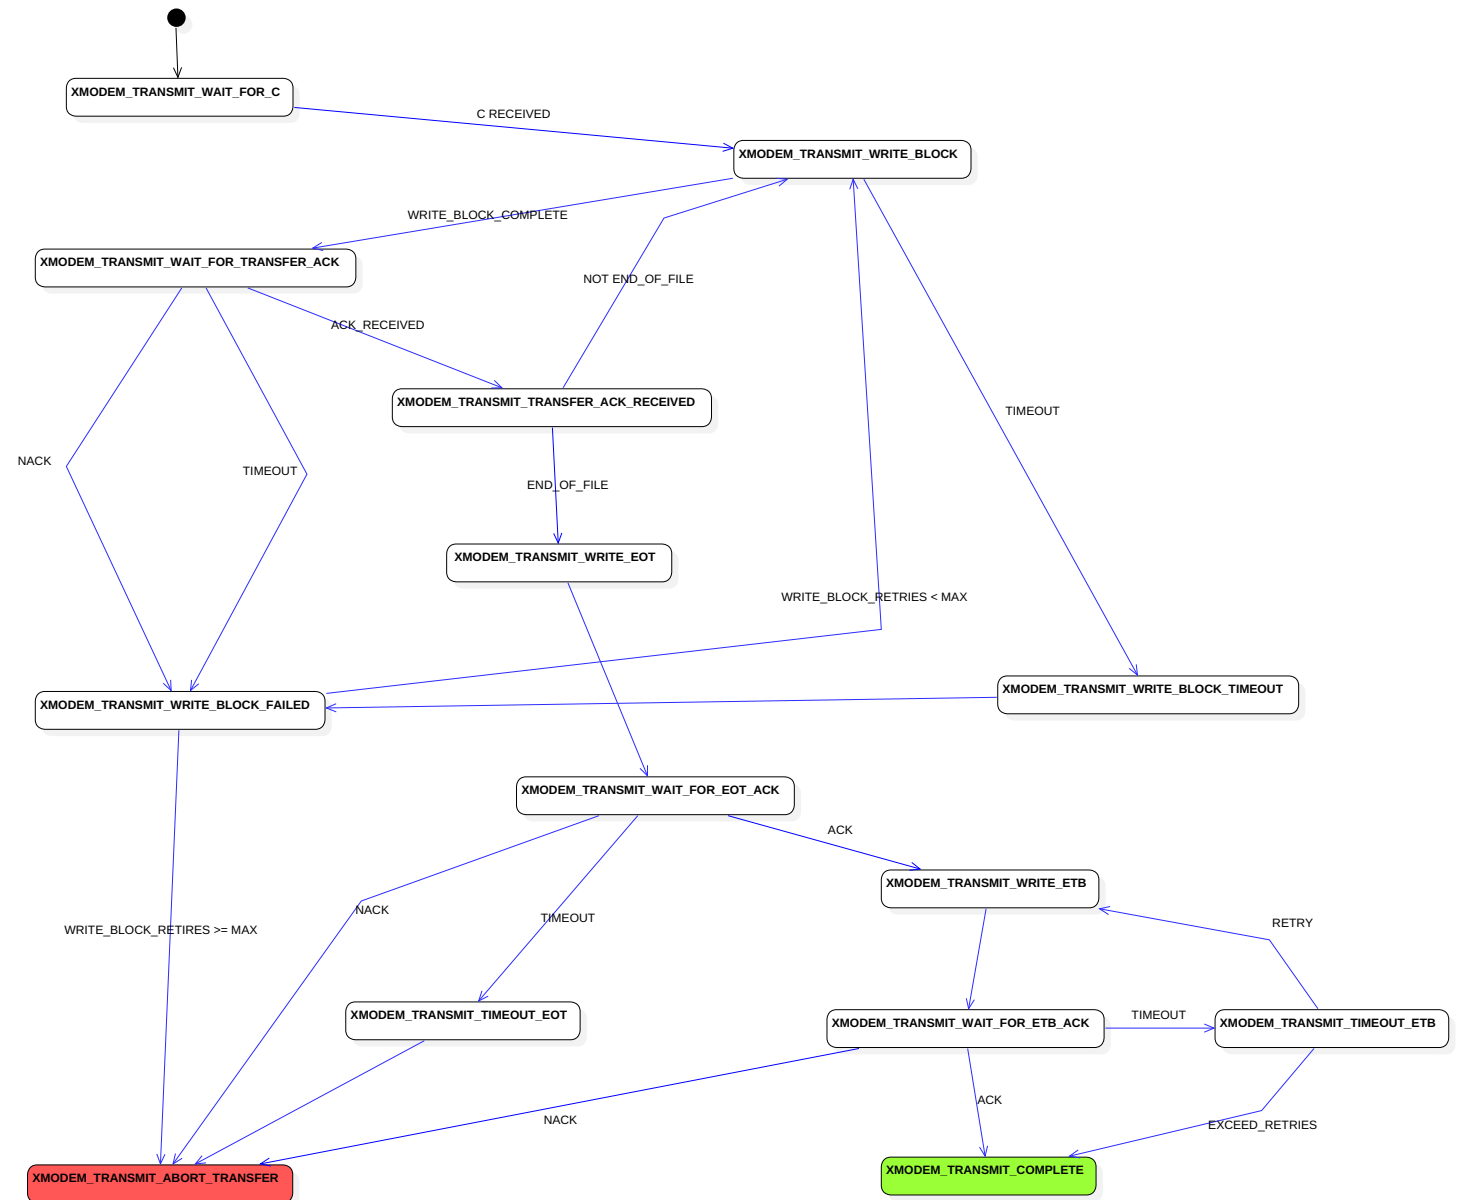 XMODEM_TRANSMIT_WAIT_FOR_C
C RECEIVED
XMODEM_TRANSMIT_WRITE_BLOCK
WRITE_BLOCK_COMPLETE
XMODEM_TRANSMIT_WAIT_FOR_TRANSFER_ACK
NOT END_OF_FILE
ACK_RECEIVED
XMODEM_TRANSMIT_TRANSFER_ACK_RECEIVED
TIMEOUT
NACK
TIMEOUT
END_OF_FILE
XMODEM_TRANSMIT_WRITE_EOT
WRITE_BLOCK_RETRIES < MAX
XMODEM_TRANSMIT_WRITE_BLOCK_TIMEOUT
XMODEM_TRANSMIT_WRITE_BLOCK_FAILED
XMODEM_TRANSMIT_WAIT_FOR_EOT_ACK
ACK
XMODEM_TRANSMIT_WRITE_ETB
NACK
TIMEOUT
RETRY
WRITE_BLOCK_RETIRES >= MAX
XMODEM_TRANSMIT_TIMEOUT_EOT
XMODEM_TRANSMIT_WAIT_FOR_ETB_ACK
TIMEOUT
XMODEM_TRANSMIT_TIMEOUT_ETB
ACK
NACK
EXCEED_RETRIES
XMODEM_TRANSMIT_ABORT_TRANSFER
XMODEM_TRANSMIT_COMPLETE